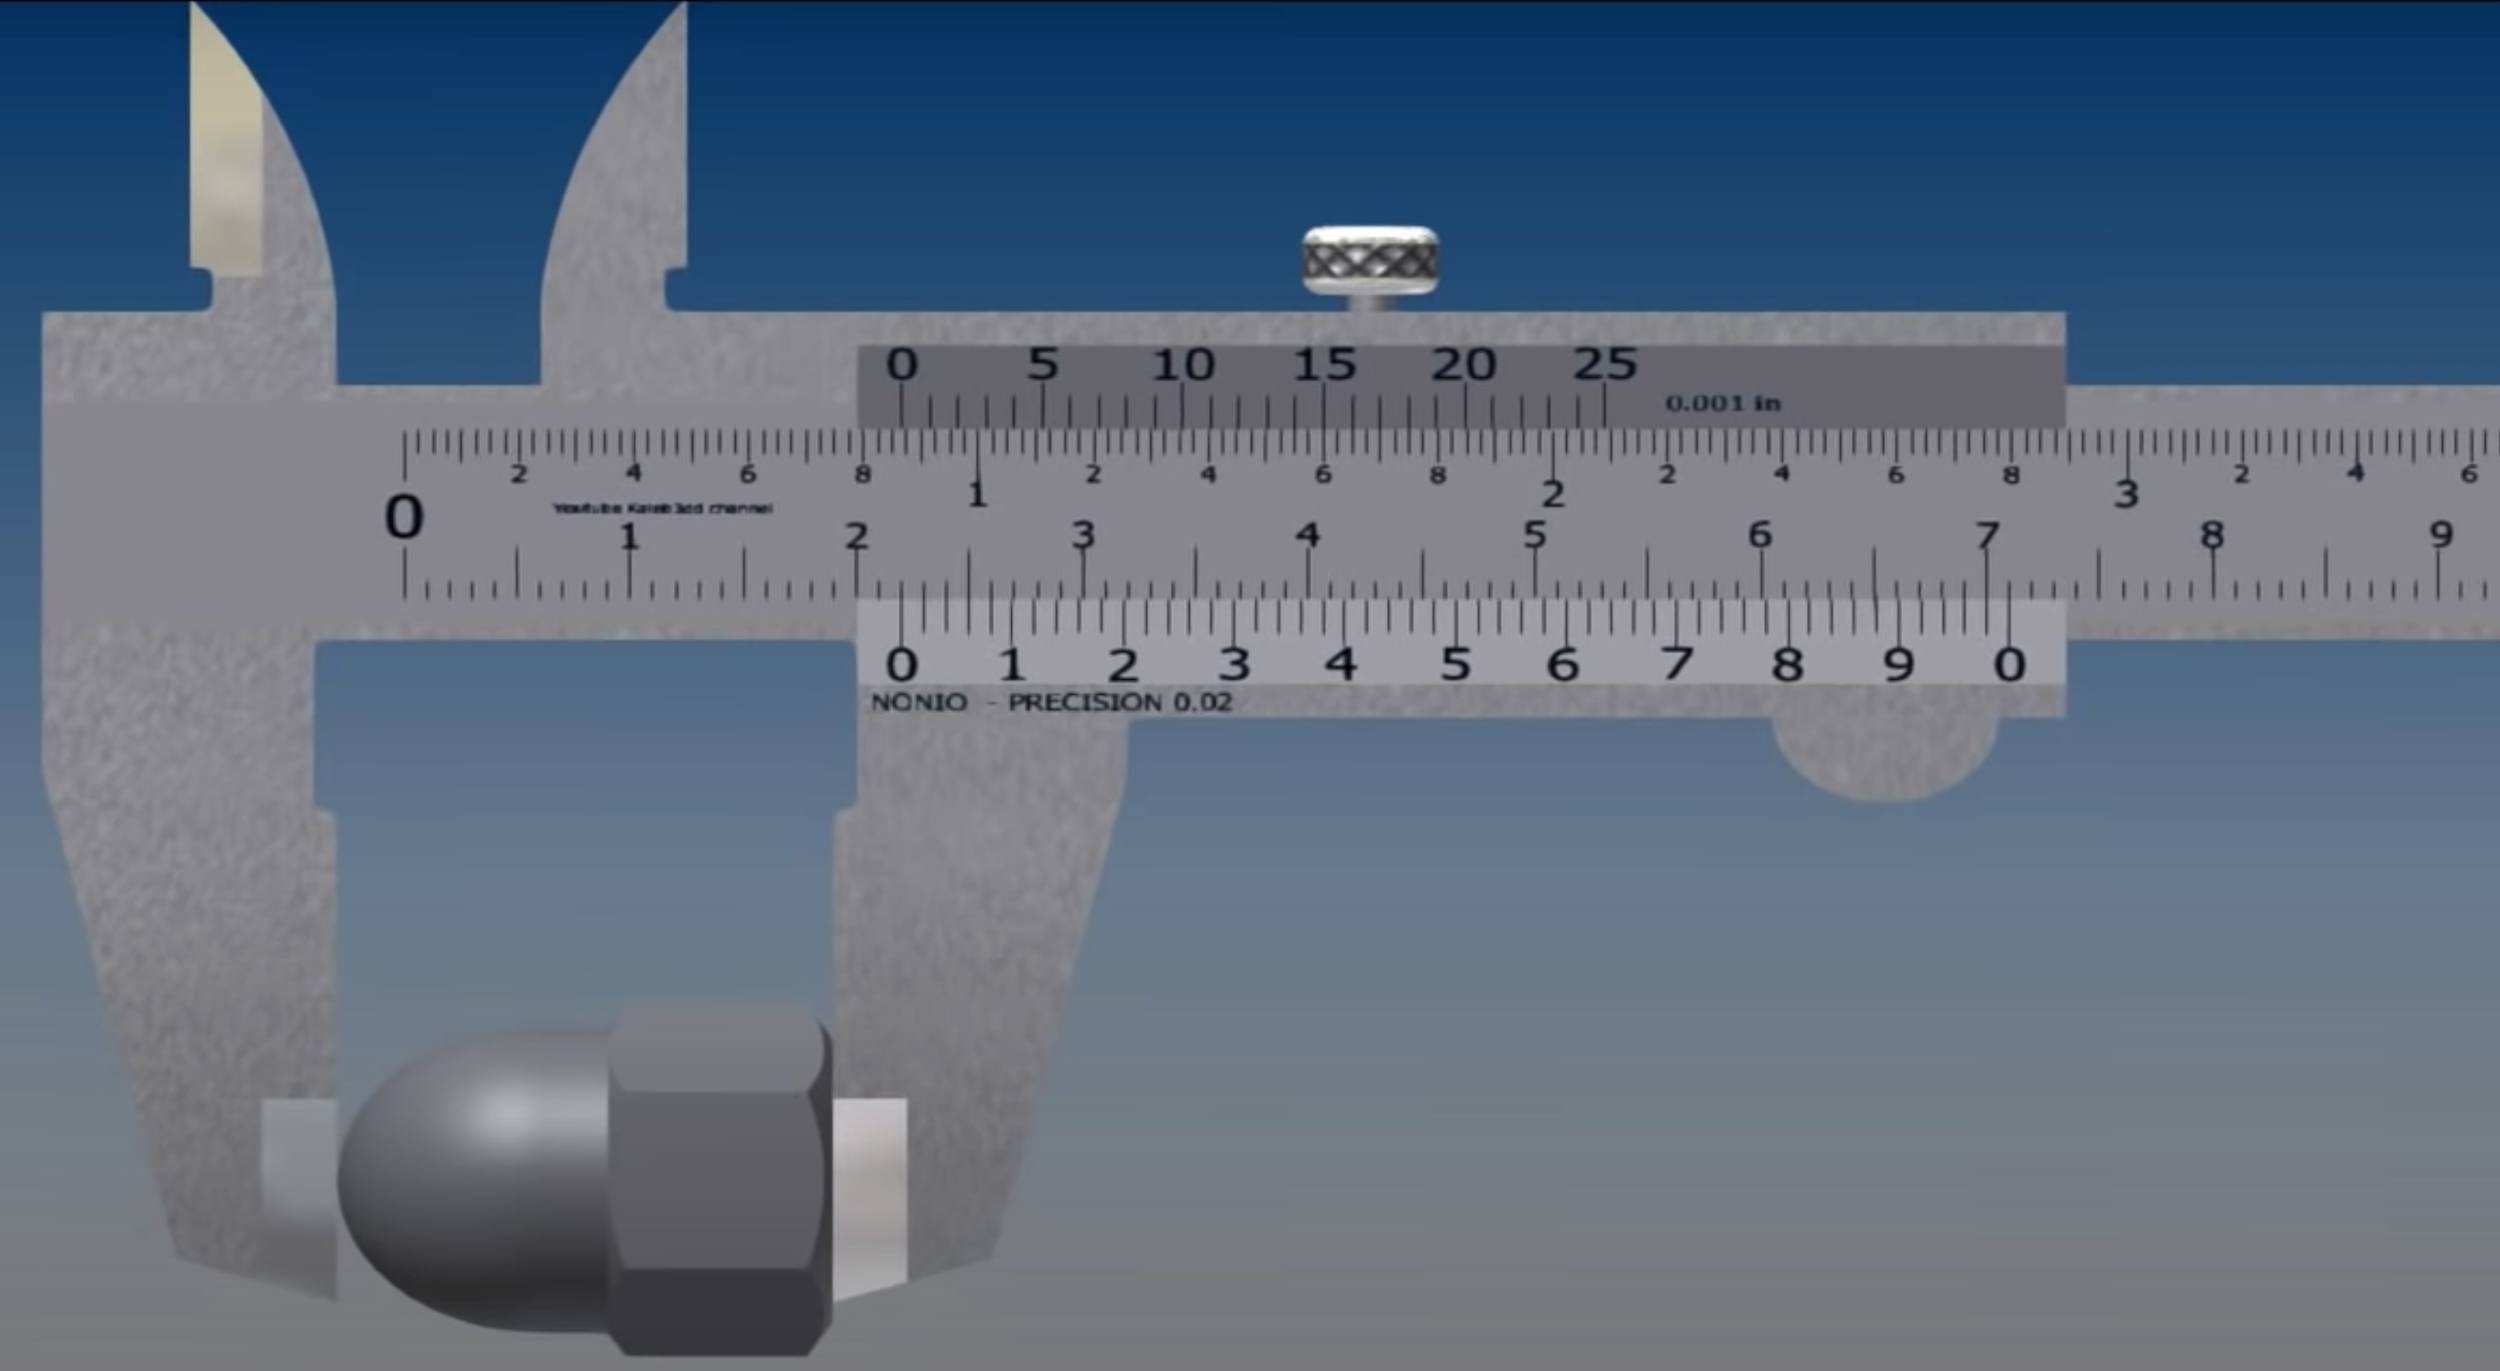 0 5 10 15 20 25
0.001 in
2 4 6 8 2 4 6 8 2 4 6 8 2 4 6
1 2 3
0
Youtube Kaleb3dd channel
1 2 3 4 5 6 7 8 9
0 1 2 3 4 5 6 7 8 9 0
NONIO - PRECISION 0.02